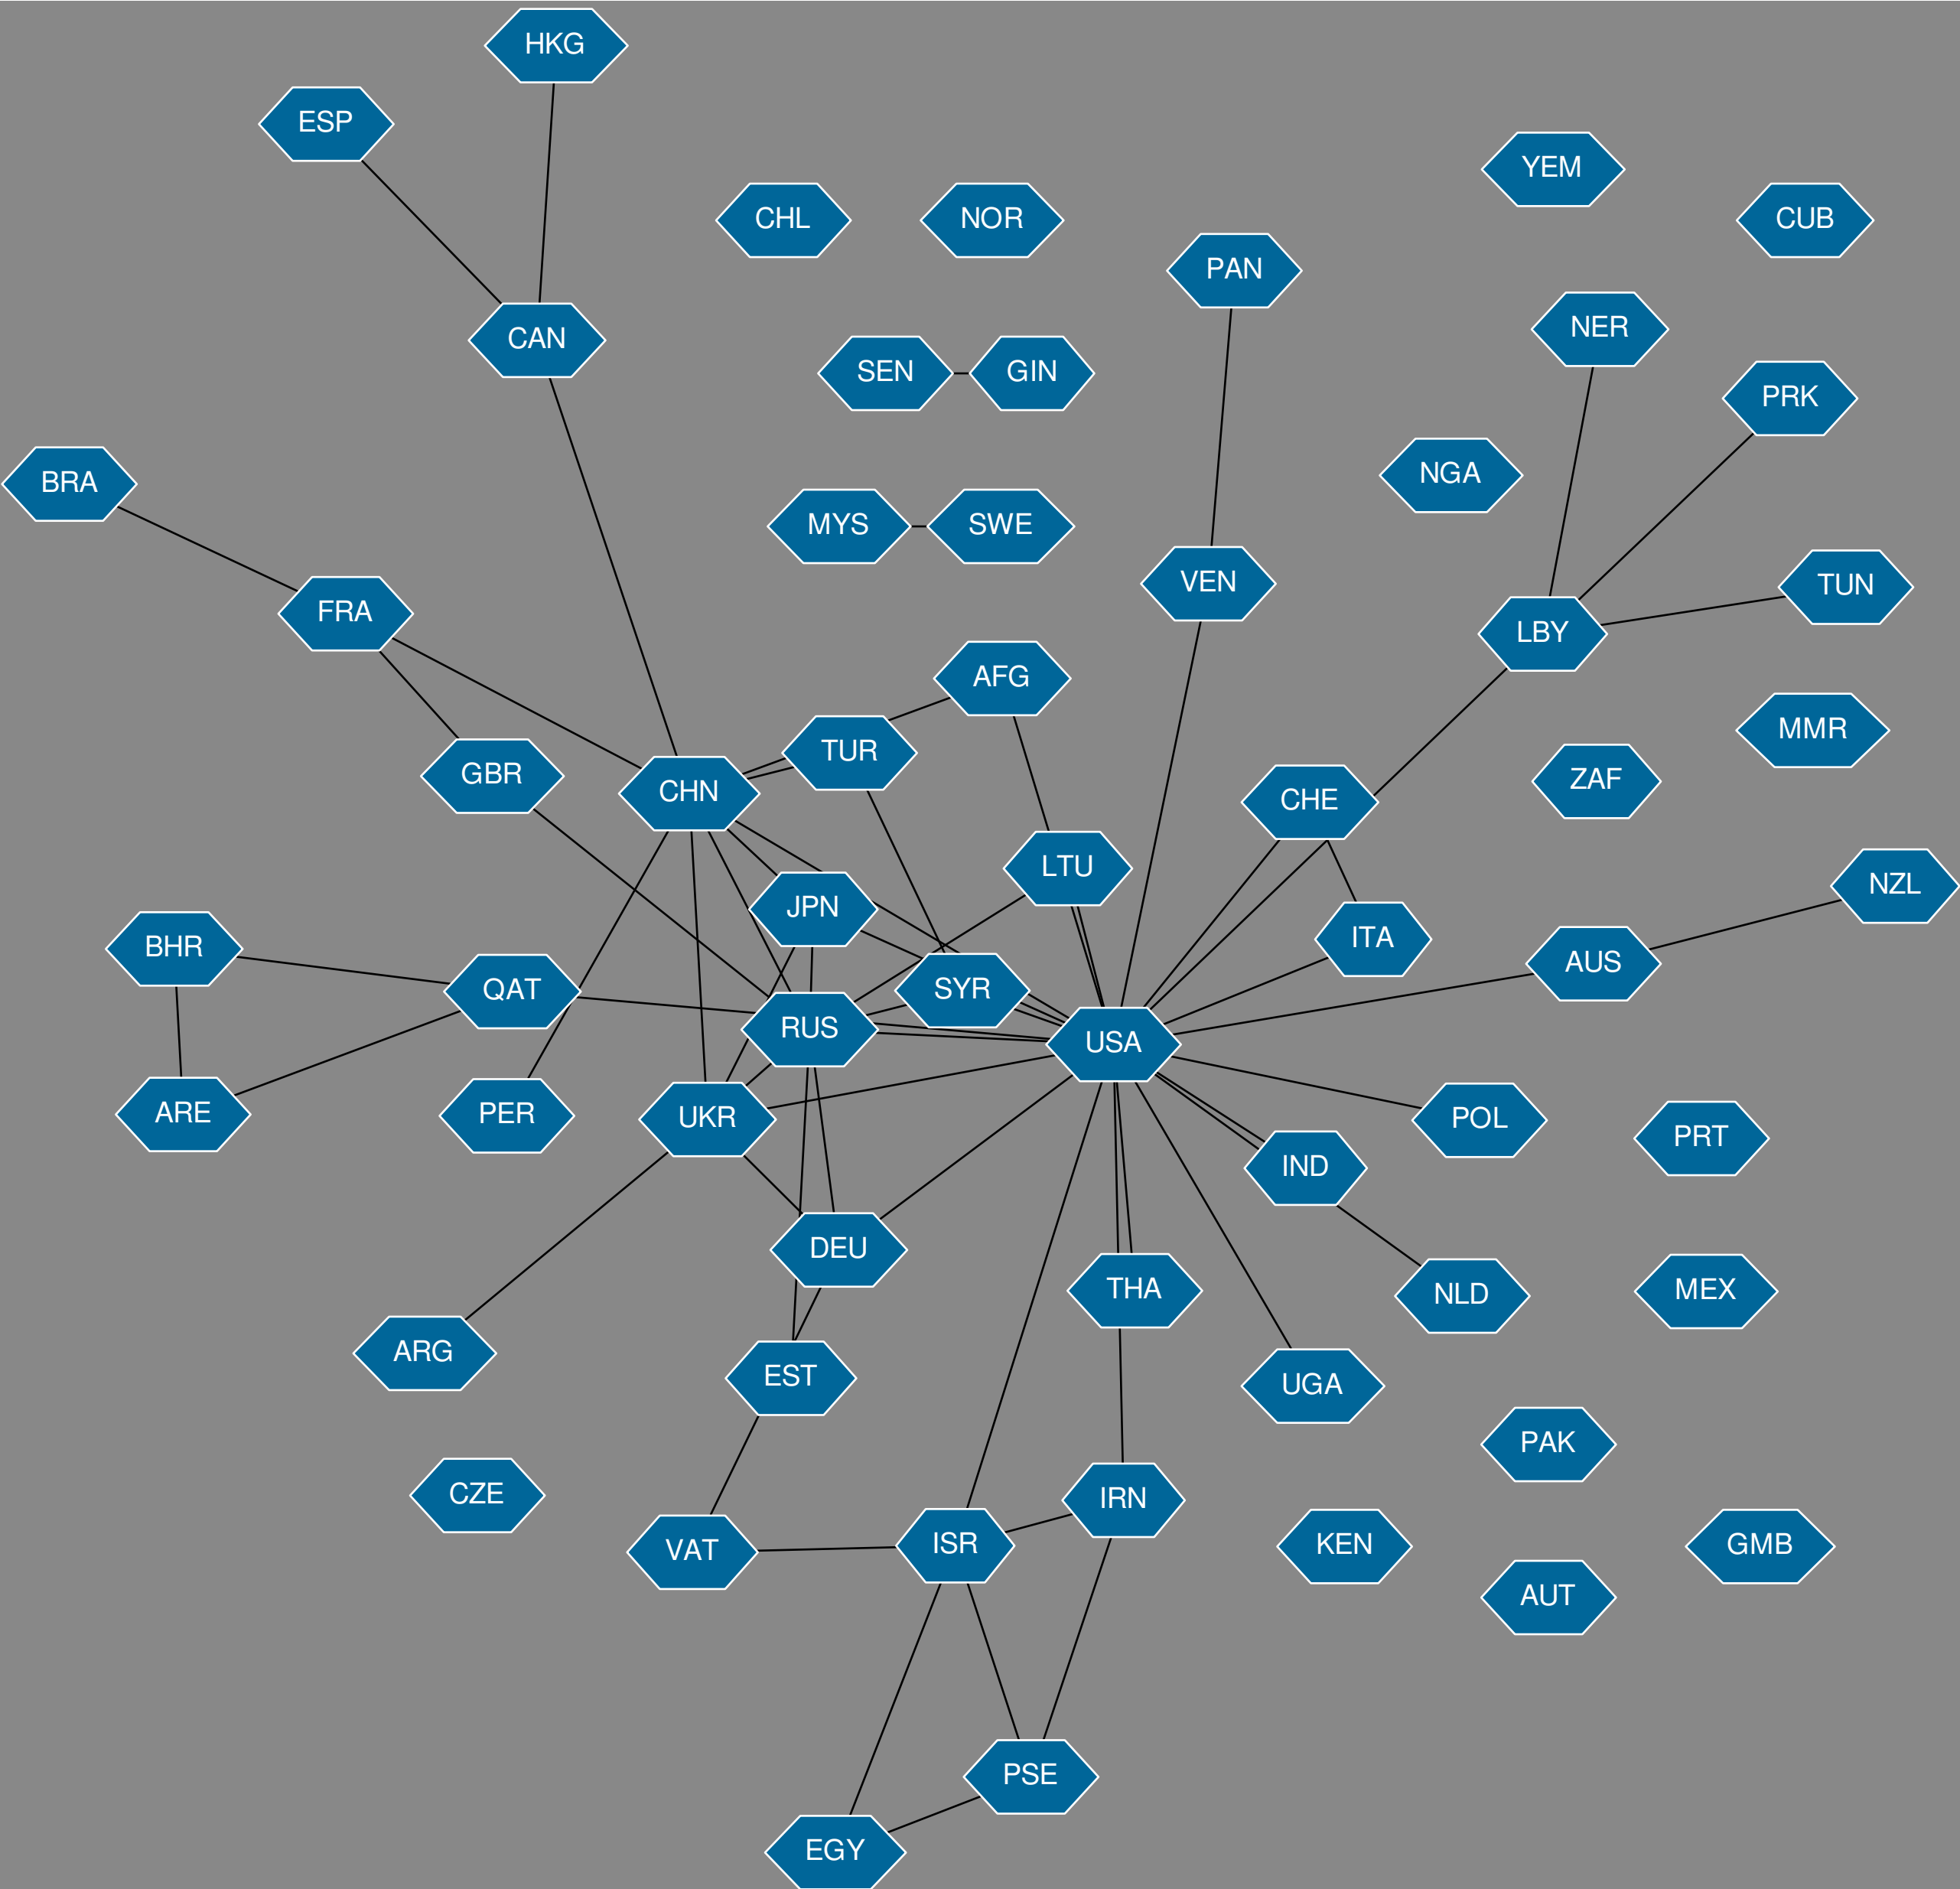 HKG
ESP
YEM
CHL
NOR
CUB
PAN
NER
CAN
SEN
GIN
PRK
NGA
BRA
MYS
SWE
VEN
TUN
FRA
LBY
AFG
MMR
TUR
GBR
CHN
CHE
ZAF
LTU
NZL
JPN
ITA
BHR
QAT
SYR
AUS
RUS
USA
ARE
PER
UKR
POL
PRT
IND
DEU
THA
NLD
MEX
ARG
EST
UGA
PAK
CZE
IRN
VAT
ISR
KEN
GMB
AUT
PSE
EGY